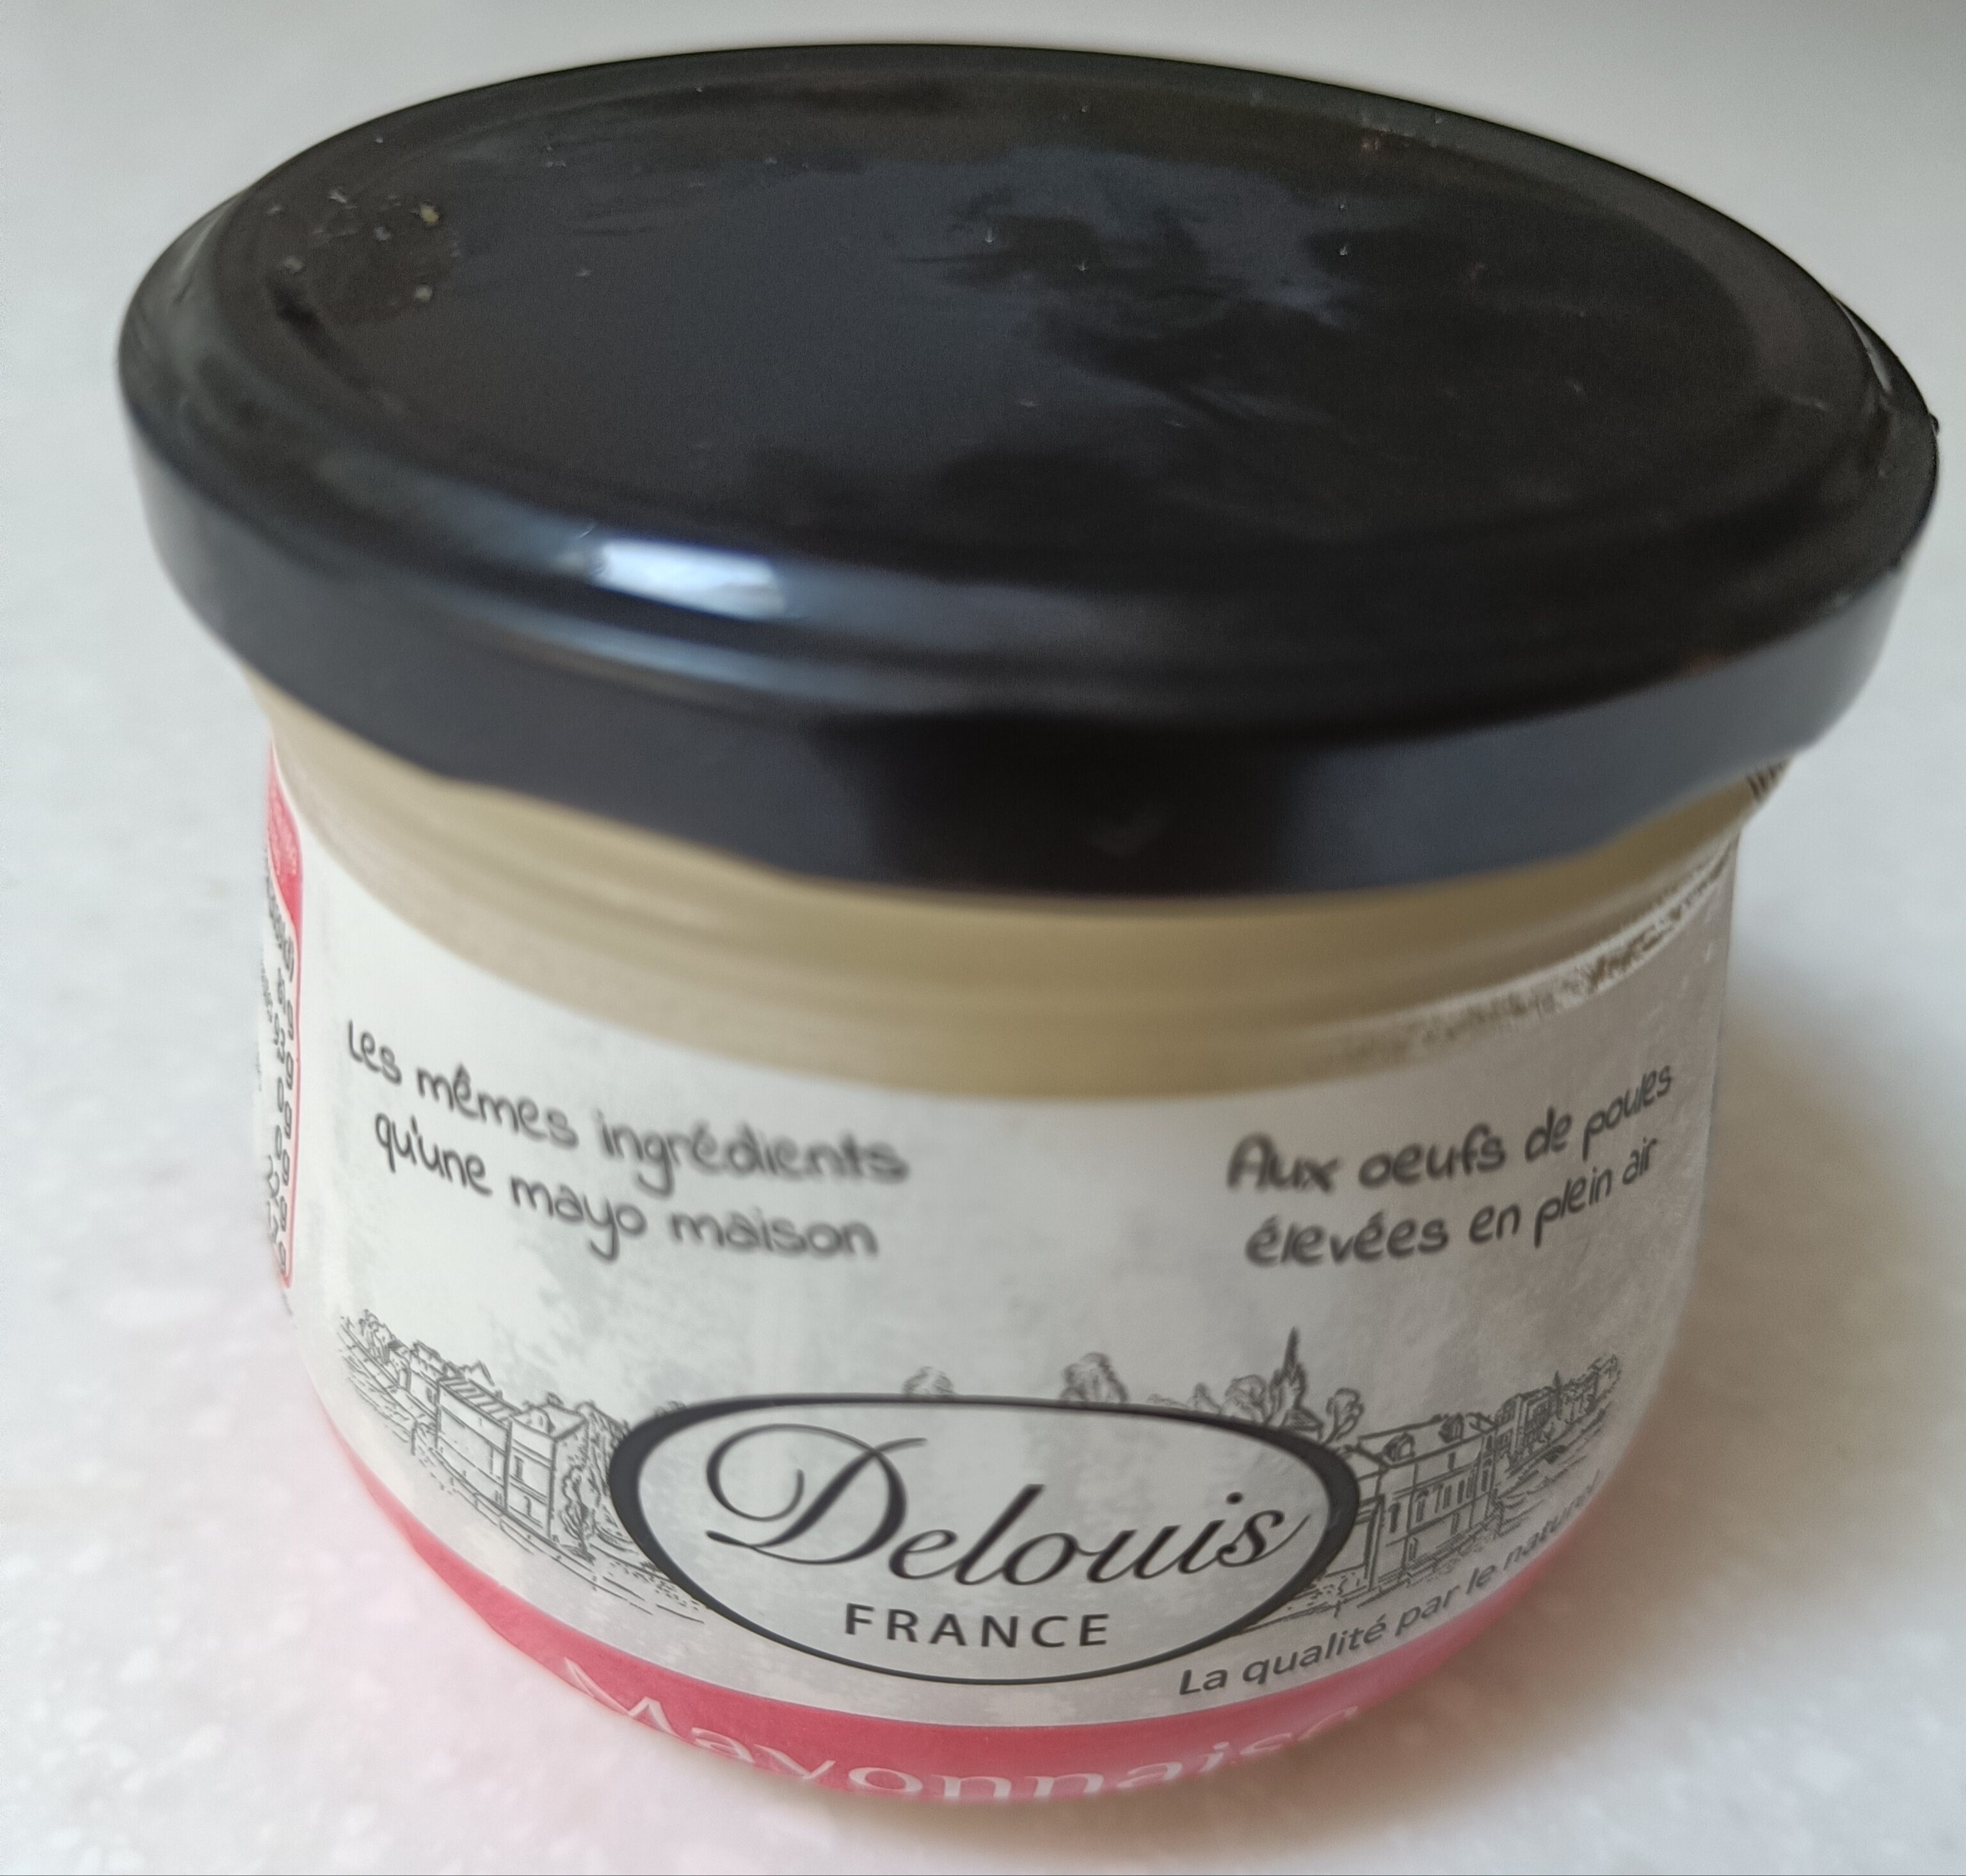 Les mêmes ingrédients
qu'une mayo maison
Aux oeufs de poules
élevées en plein air
Delouis
FRANCE
La qualité par le naturel
Mayonnaise